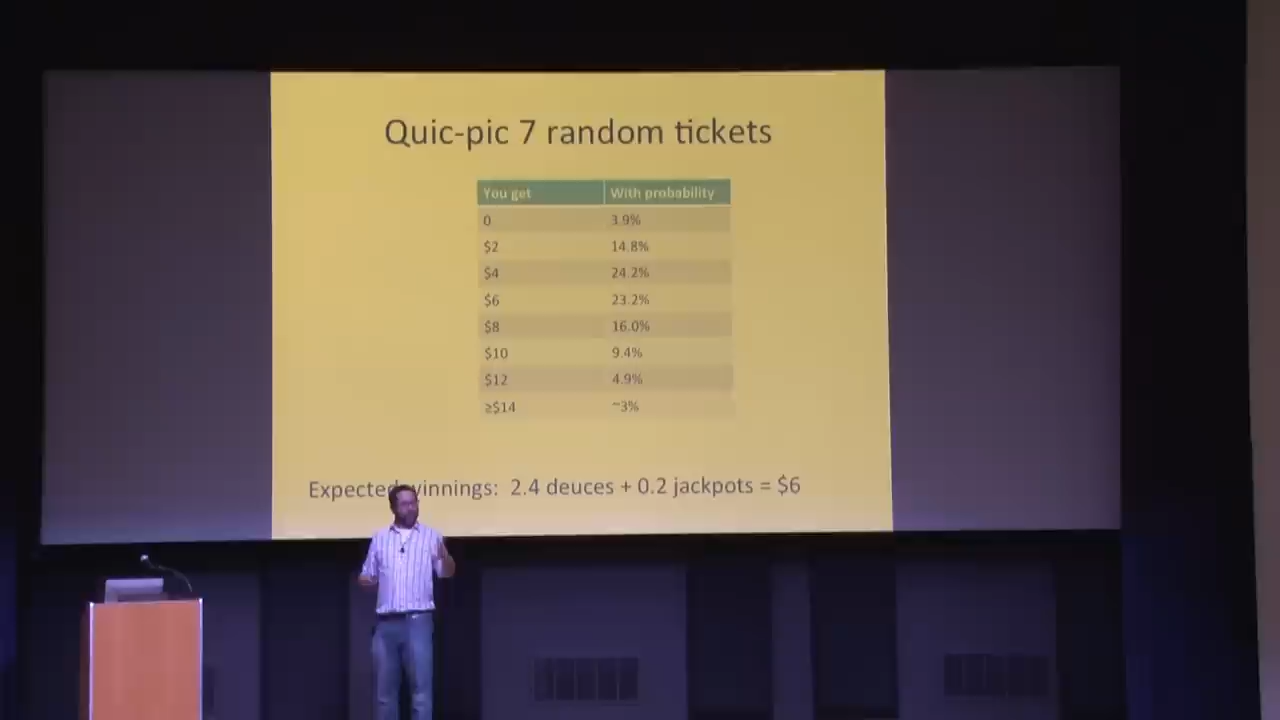 Quic-pic 7 random tickets
You get With probability
0 3.9%
$2 14.8%
$4 24.2%
$6 23.2%
$8 16.0%
$10 9.4%
$12 4.9%
≥$14 ~3%
Expected winnings: 2.4 deuces + 0.2 jackpots = $6